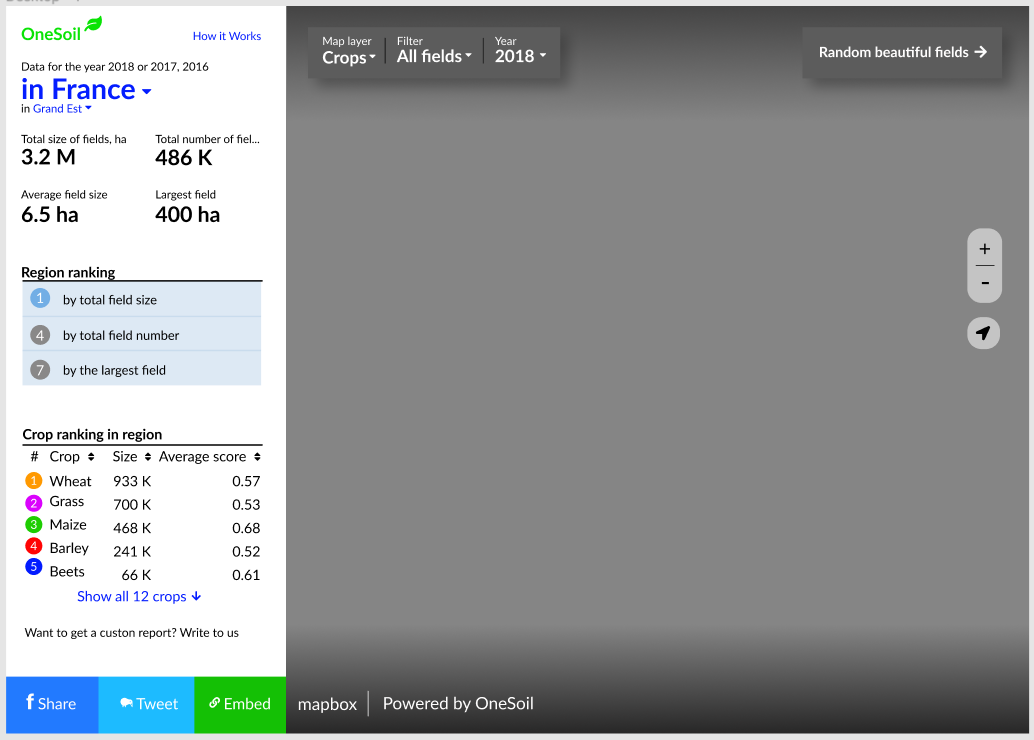 OneSoil
How it Works
Data for the year 2018 or 2017, 2016
in France
in Grand Est
Total size of fields, ha
3.2 M
Total number of fiel...
486 K
Average field size
6.5 ha
Largest field
400 ha
Region ranking
1 by total field size
4 by total field number
7 by the largest field
Crop ranking in region
# Crop Size Average score
1 Wheat 933 K 0.57
2 Grass 700 K 0.53
3 Maize 468 K 0.68
4 Barley 241 K 0.52
5 Beets 66 K 0.61
Show all 12 crops
Want to get a custon report? Write to us
Share
Tweet
Embed
Map layer
Crops
Filter
All fields
Year
2018
Random beautiful fields
+
-
mapbox
Powered by OneSoil